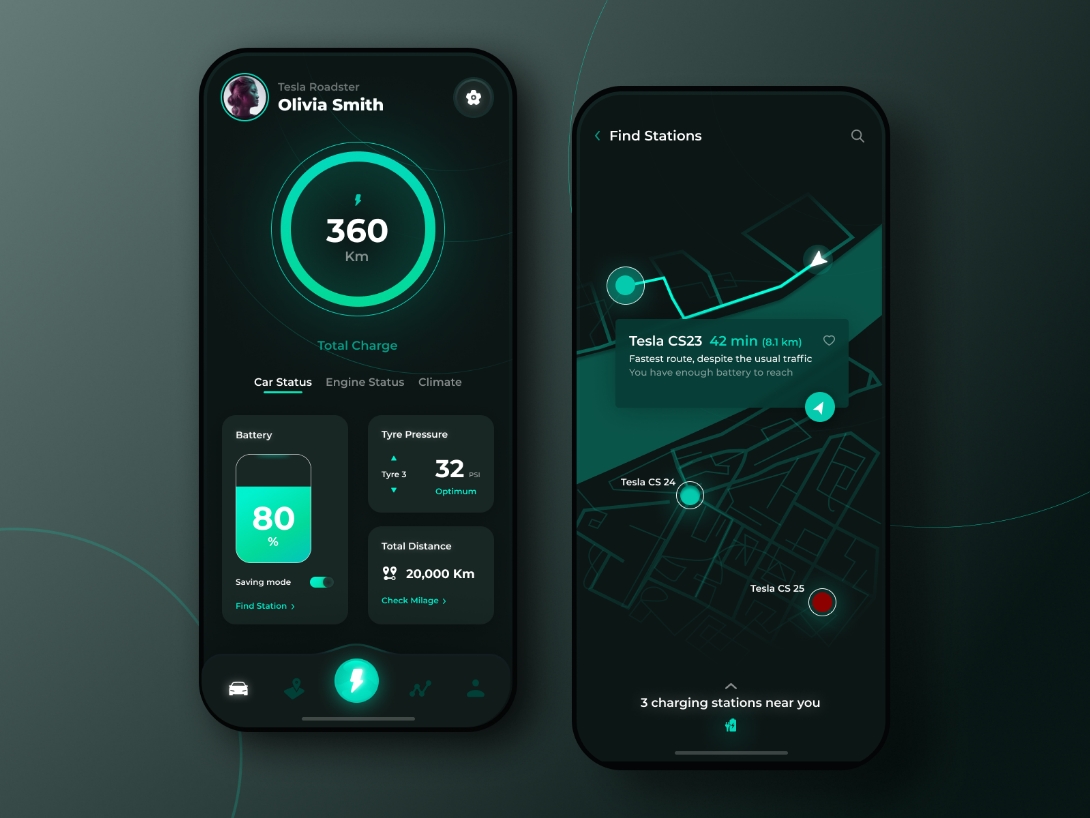 Tesla Roadster
Olivia Smith
360
Km
Total Charge
Car Status Engine Status Climate
Battery
80
%
Saving mode
Find Station
Tyre Pressure
Tyre 3
32 PSI
Optimum
Total Distance
20,000 Km
Check Milage
Find Stations
Tesla CS23 42 min (8.1 km)
Fastest route, despite the usual traffic
You have enough battery to reach
Tesla CS 24
Tesla CS 25
3 charging stations near you